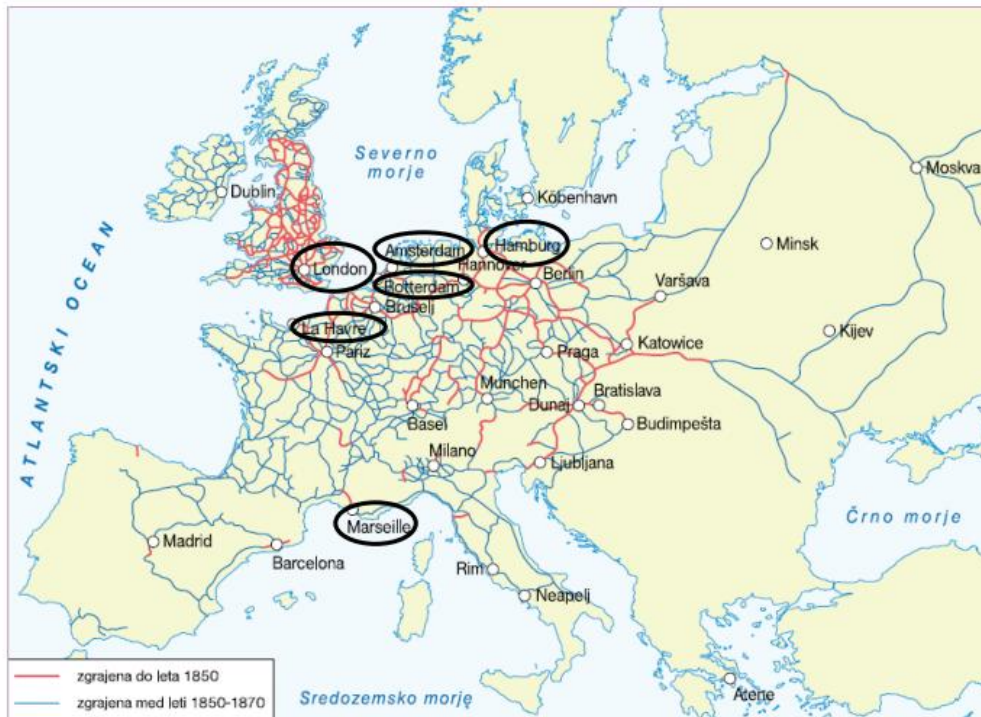 Severno
morje
Moskva
Dublin
Köbenhavn
Amsterdam
Hamburg
Minsk
Hannover
London
Berlin
Rotterdam
Varšava
Bruselj
La Havre
Kijev
Pariz
Praga
Katowice
ATLANTSKI OCEAN
München
Dunaj
Bratislava
Basel
Budimpešta
Milano
Ljubljana
Marseille
Črno morje
Madrid
Barcelona
Rim
Neapelj
zgrajena do leta 1850
zgrajena med leti 1850-1870
Sredozemsko morje
Atene